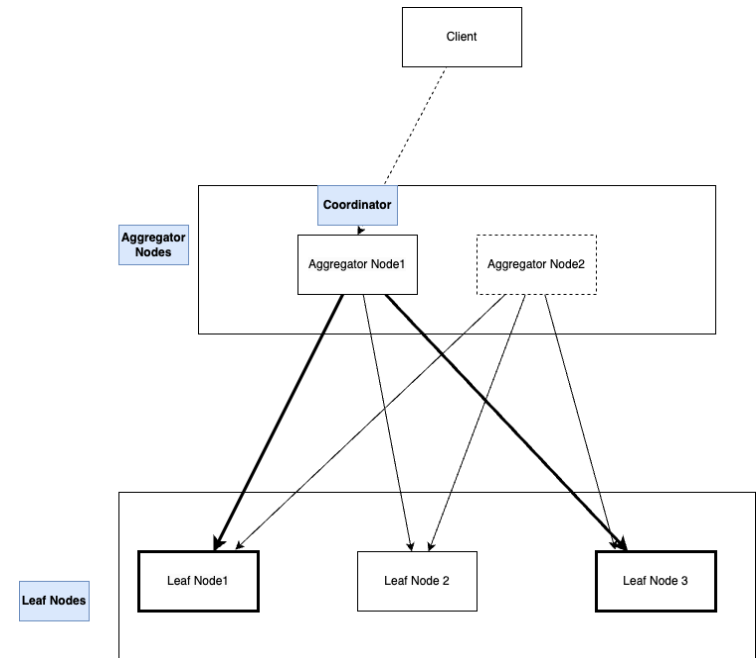 Client
Coordinator
Aggregator
Nodes
Aggregator Node1
Aggregator Node2
Leaf Node1
Leaf Node 2
Leaf Node 3
Leaf Nodes